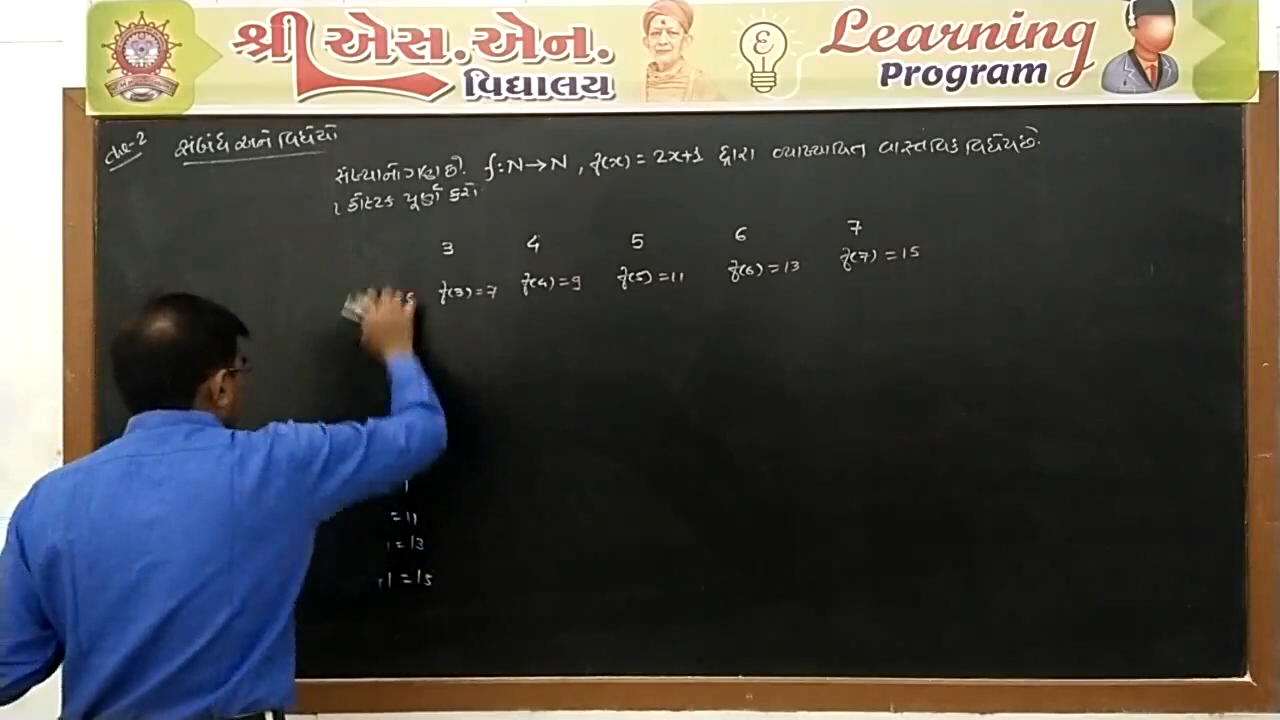 શ્રી એસ. એન.
વિદ્યાલય
Learning
Program
che-2 સંબંધ અને વિધેયો
સંખ્યાનો ગણ છે. f:N→N, f(x) = 2x+1 દ્વારા વ્યાખ્યાયિત વાસ્તવિક વિધેય છે.
કોષ્ટક પૂર્ણ કરો
3 4 5 6 7
f(3)=7 f(4)=9 f(5)=11 f(6)=13 f(7)=15
=11
=13
+1=15